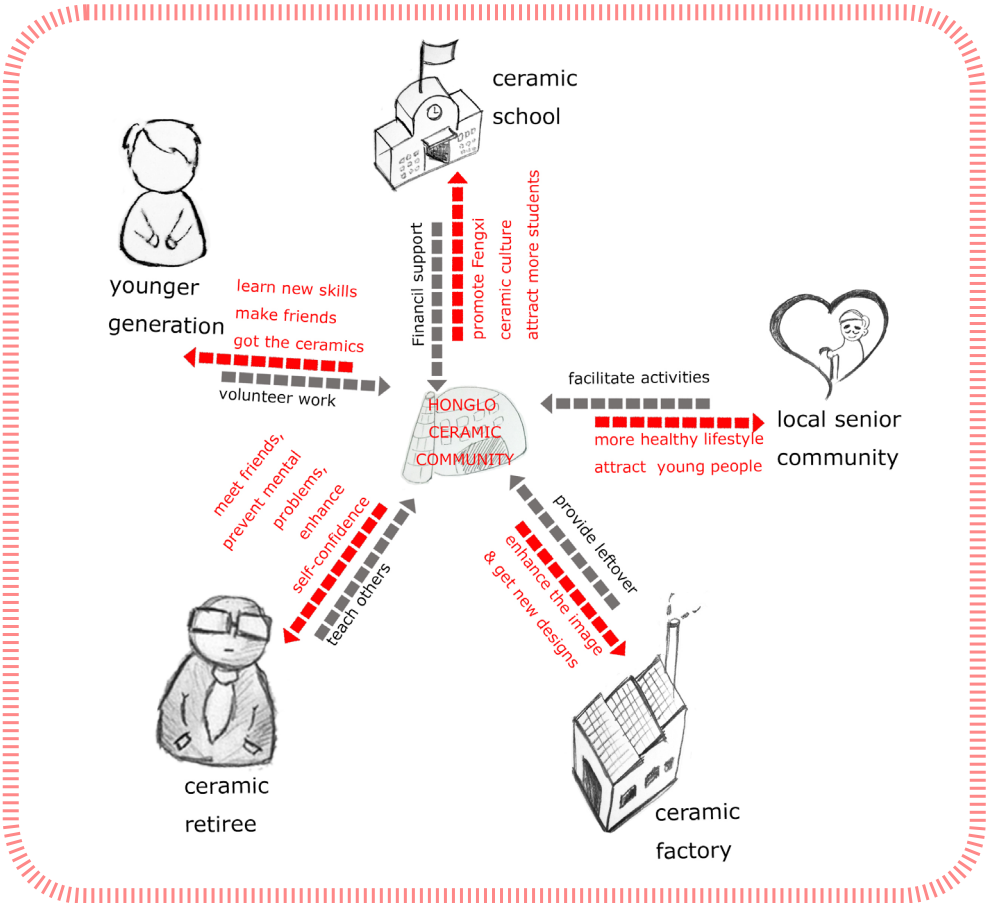 ceramic
school
Financil support
promote Fengxi
ceramic culture
attract more students
younger
generation
learn new skills
make friends
got the ceramics
volunteer work
HONGLO
CERAMIC
COMMUNITY
facilitate activities
more healthy lifestyle
attract young people
local senior
community
meet friends,
prevent mental
problems,
enhance
self-confidence
teach others
provide leftover
enhance the image
& get new designs
ceramic
retiree
ceramic
factory